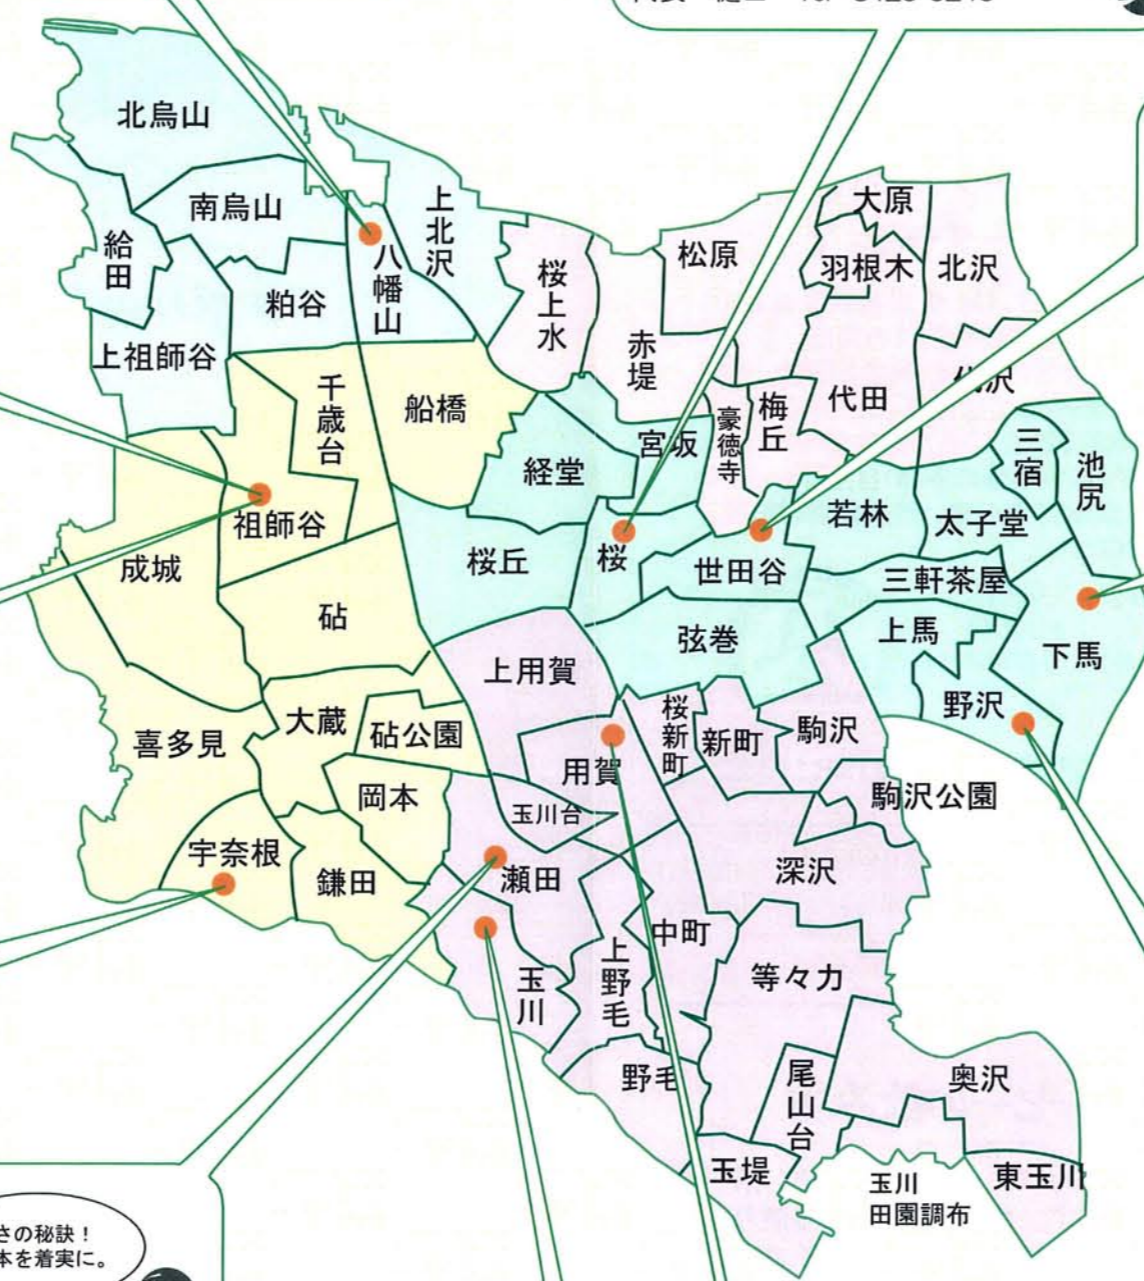 北烏山
南烏山
給田
上北沢
八幡山
粕谷
上祖師谷
桜上水
松原
大原
羽根木
北沢
赤堤
代田
代沢
千歳台
船橋
経堂
宮坂
豪徳寺
梅丘
三宿
池尻
祖師谷
成城
砧
桜丘
桜
世田谷
若林
太子堂
三軒茶屋
弦巻
上馬
下馬
野沢
上用賀
大蔵
砧公園
喜多見
用賀
桜新町
新町
駒沢
駒沢公園
岡本
玉川台
宇奈根
鎌田
瀬田
深沢
中町
玉川
上野毛
等々力
野毛
尾山台
奥沢
玉堤
玉川
田園調布
東玉川
さの秘訣！
本を着実に。